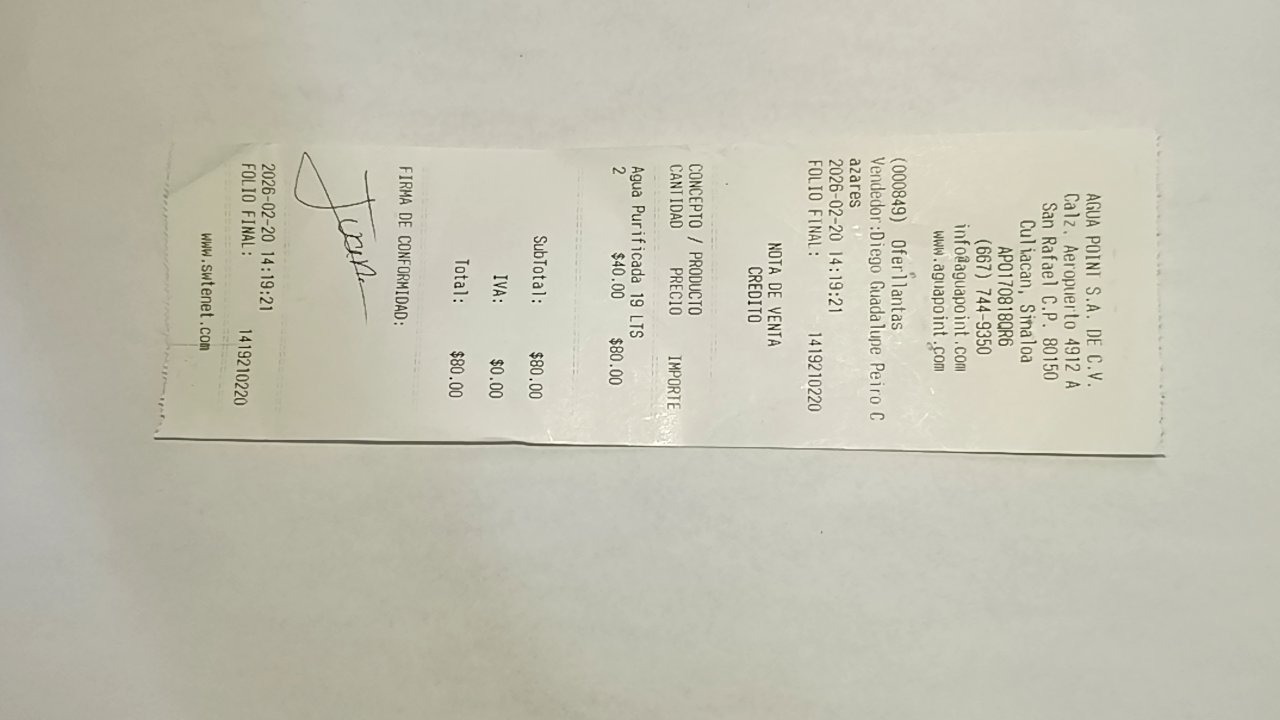 AGUA POINT S.A. DE C.V.
Calz. Aeropuerto 4912 A
San Rafael C.P. 80150
Culiacan, Sinaloa
APO170818QR6
(667) 744-9350
info@aguapoint.com
www.aguapoint.com
(000849) Oferllantas
Vendedor:Diego Guadalupe Peiro C
azares
2026-02-20 14:19:21
FOLIO FINAL: 1419210220
NOTA DE VENTA
CREDITO
CONCEPTO / PRODUCTO
CANTIDAD PRECIO IMPORTE
Agua Purificada 19 LTS
2 $40.00 $80.00
SubTotal: $80.00
IVA: $0.00
Total: $80.00
FIRMA DE CONFORMIDAD:
2026-02-20 14:19:21
FOLIO FINAL: 1419210220
www.swtenet.com